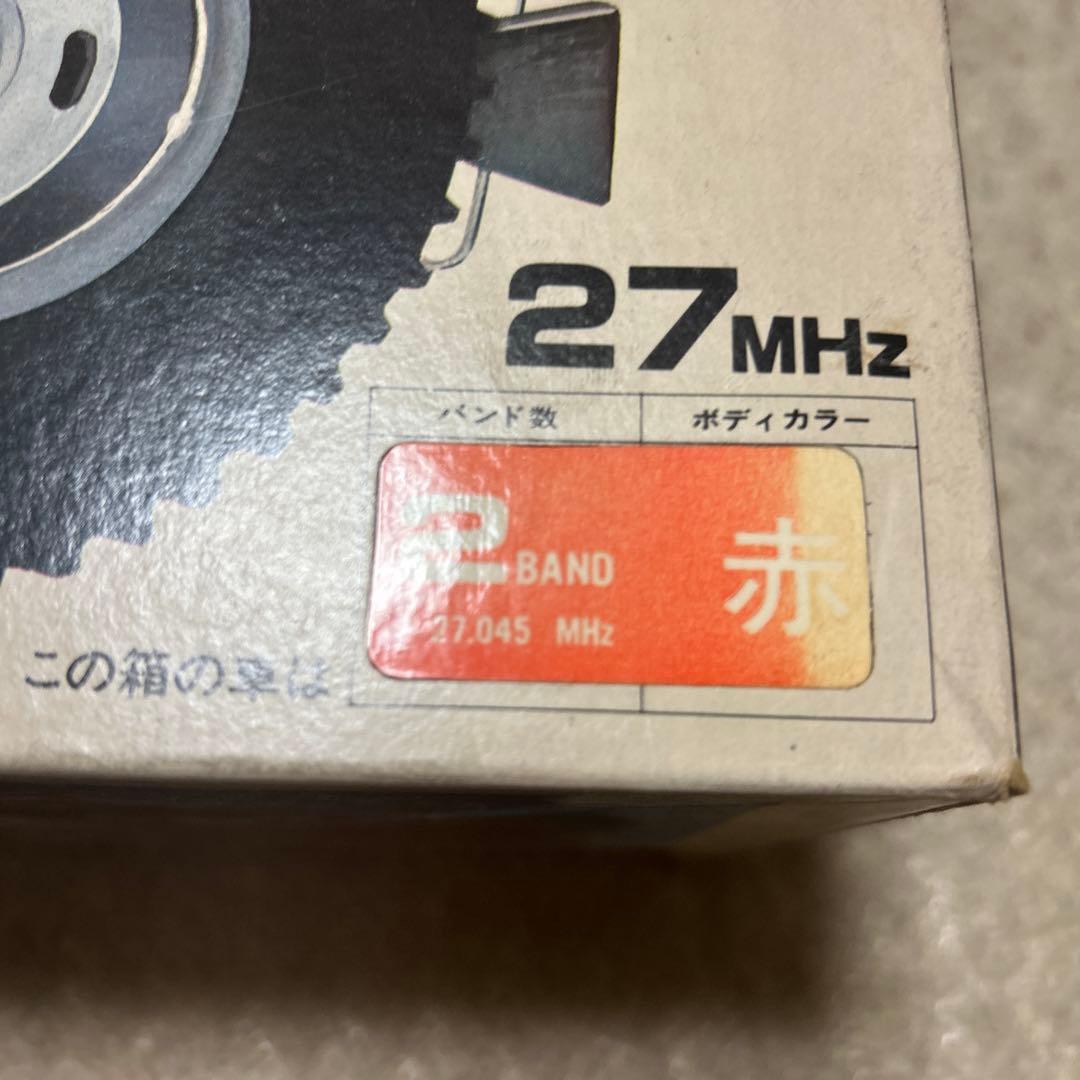 27MHz
バンド数 ボディカラー
2 BAND 赤
27.045 MHz
この箱の車は